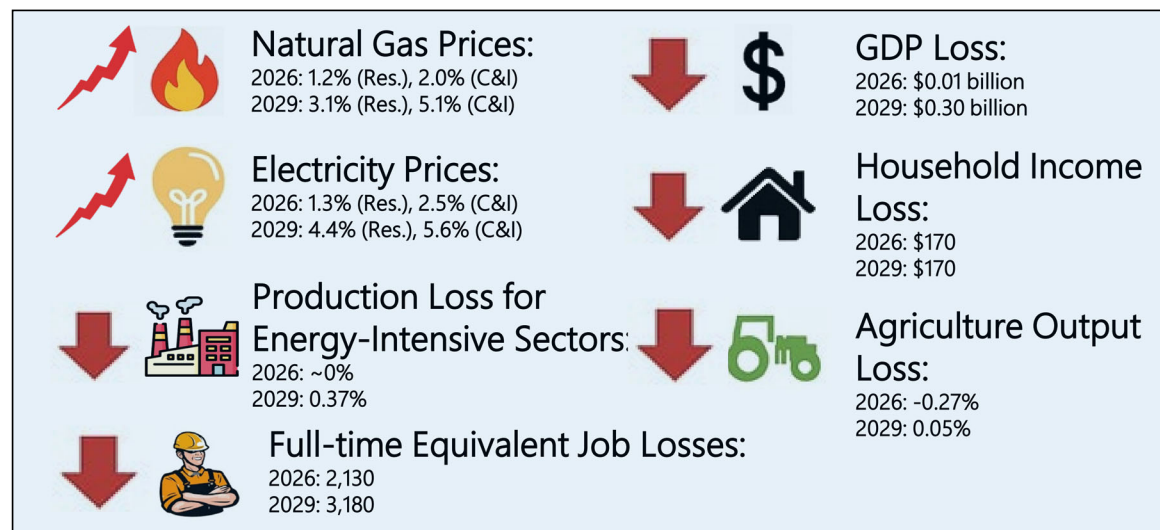 Natural Gas Prices:
2026: 1.2% (Res.), 2.0% (C&I)
2029: 3.1% (Res.), 5.1% (C&I)
Electricity Prices:
2026: 1.3% (Res.), 2.5% (C&I)
2029: 4.4% (Res.), 5.6% (C&I)
Production Loss for
Energy-Intensive Sectors:
2026: ~0%
2029: 0.37%
Full-time Equivalent Job Losses:
2026: 2,130
2029: 3,180
$
GDP Loss:
2026: $0.01 billion
2029: $0.30 billion
Household Income
Loss:
2026: $170
2029: $170
Agriculture Output
Loss:
2026: -0.27%
2029: 0.05%